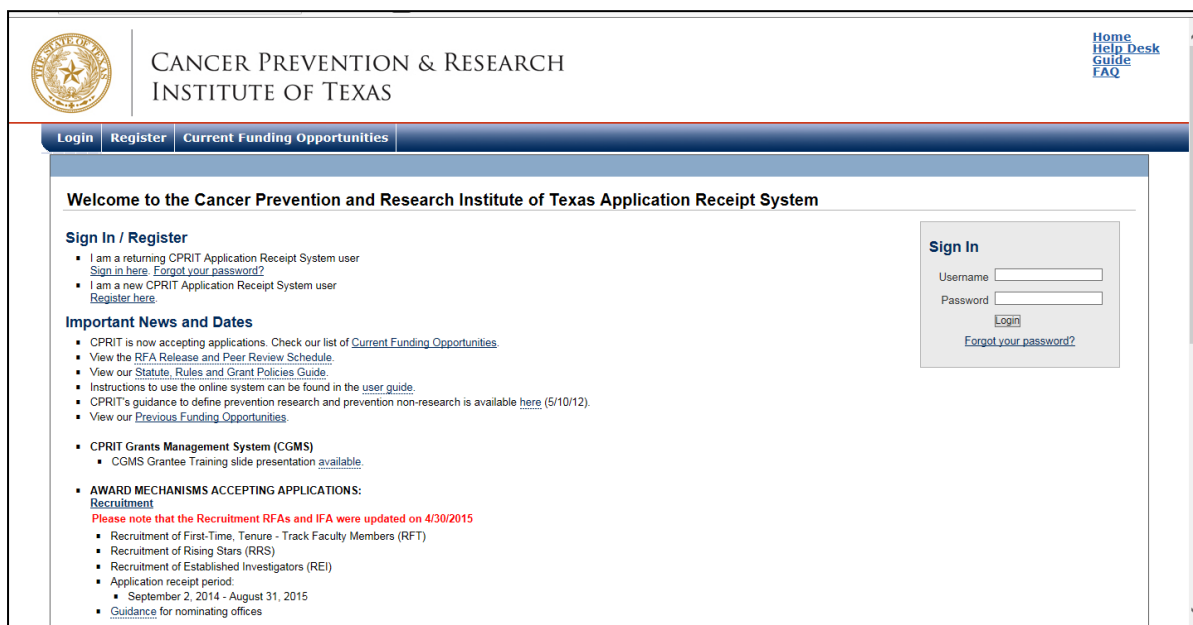 THE STATE OF TEXAS
CANCER PREVENTION & RESEARCH
INSTITUTE OF TEXAS
Home
Help Desk
Guide
FAQ
Login Register Current Funding Opportunities
Welcome to the Cancer Prevention and Research Institute of Texas Application Receipt System
Sign In / Register
▪ I am a returning CPRIT Application Receipt System user
Sign in here. Forgot your password?
▪ I am a new CPRIT Application Receipt System user
Register here.
Important News and Dates
▪ CPRIT is now accepting applications. Check our list of Current Funding Opportunities.
▪ View the RFA Release and Peer Review Schedule.
▪ View our Statute, Rules and Grant Policies Guide.
▪ Instructions to use the online system can be found in the user guide.
▪ CPRIT's guidance to define prevention research and prevention non-research is available here (5/10/12).
▪ View our Previous Funding Opportunities.
▪ CPRIT Grants Management System (CGMS)
▪ CGMS Grantee Training slide presentation available.
▪ AWARD MECHANISMS ACCEPTING APPLICATIONS:
Recruitment
Please note that the Recruitment RFAs and IFA were updated on 4/30/2015
▪ Recruitment of First-Time, Tenure - Track Faculty Members (RFT)
▪ Recruitment of Rising Stars (RRS)
▪ Recruitment of Established Investigators (REI)
▪ Application receipt period:
▪ September 2, 2014 - August 31, 2015
▪ Guidance for nominating offices
Sign In
Username
Password
Login
Forgot your password?